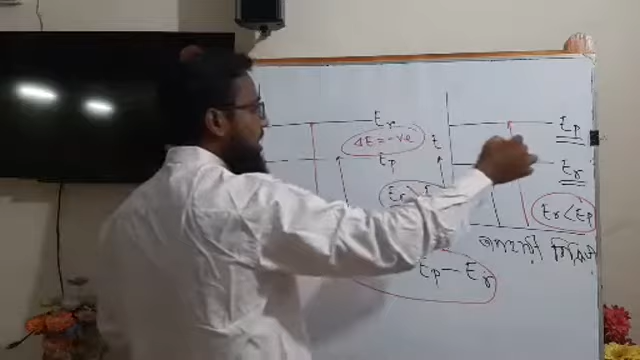 Er
ΔE = -ve
Ep
E
Ep
Er
Er < Ep
Ep - Er